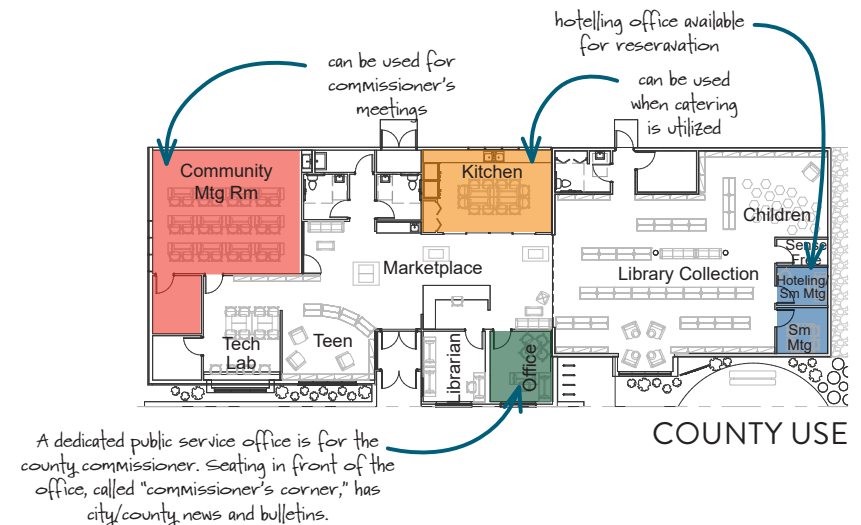 hotelling office available
for reseravation
can be used for
commissioner's
meetings
can be used
when catering
is utilized
Community
Mtg Rm
Kitchen
Children
Sense
Free
Marketplace
Library Collection
Hoteling/
Sm Mtg
Tech
Lab
Teen
Librarian
Office
Sm
Mtg
COUNTY USE
A dedicated public service office is for the
county commissioner. Seating in front of the
office, called "commissioner's corner," has
city/county news and bulletins.